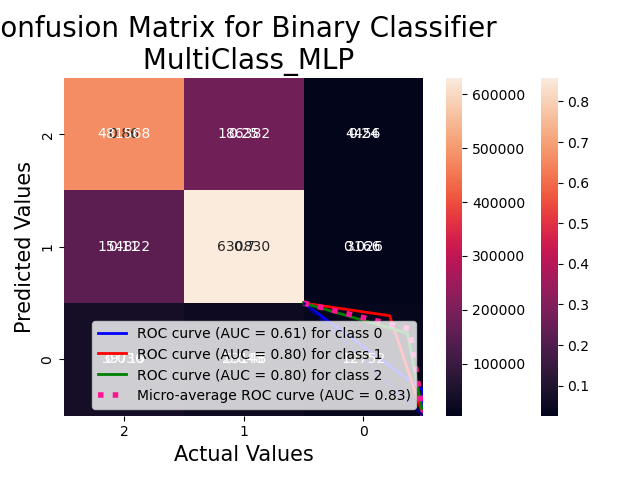 onfusion Matrix for Binary Classifier
MultiClass_MLP
600000
500000
400000
300000
200000
100000
0.8
0.7
0.6
0.5
0.4
0.3
0.2
0.1
2
1
0
Predicted Values
ROC curve (AUC = 0.61) for class 0
ROC curve (AUC = 0.80) for class 1
ROC curve (AUC = 0.80) for class 2
Micro-average ROC curve (AUC = 0.83)
2 1 0
Actual Values